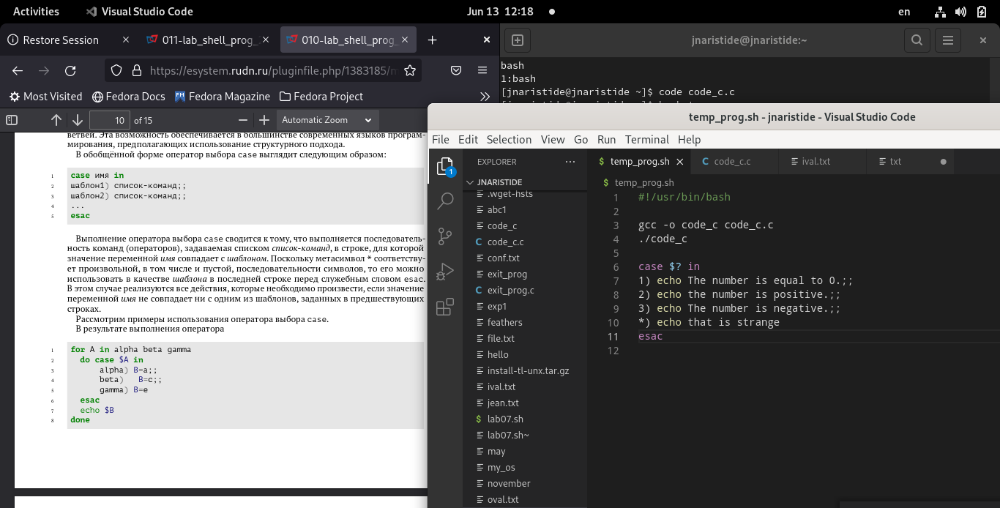 Activities Visual Studio Code Jun 13 12:18 en
Restore Session 011-lab_shell_prog_ 010-lab_shell_prog_
https://esystem.rudn.ru/pluginfile.php/1383185/m
Most Visited Fedora Docs Fedora Magazine Fedora Project
10 of 15 Automatic Zoom
ветвей. Эта возможность обеспечивается в большинстве современных языков програм-
мирования, предполагающих использование структурного подхода.
В обобщённой форме оператор выбора case выглядит следующим образом:
1 case имя in
2 шаблон1) список-команд;;
3 шаблон2) список-команд;;
4 ...
5 esac
Выполнение оператора выбора case сводится к тому, что выполняется последователь-
ность команд (операторов), задаваемая списком список-команд, в строке, для которой
значение переменной имя совпадает с шаблоном. Поскольку метасимвол * соответству-
ет произвольной, в том числе и пустой, последовательности символов, то его можно
использовать в качестве шаблона в последней строке перед служебным словом esac.
В этом случае реализуются все действия, которые необходимо произвести, если значение
переменной имя не совпадает ни с одним из шаблонов, заданных в предшествующих
строках.
Рассмотрим примеры использования оператора выбора case.
В результате выполнения оператора
1 for A in alpha beta gamma
2 do case $A in
3 alpha) B=a;;
4 beta) B=c;;
5 gamma) B=e
6 esac
7 echo $B
8 done
jnaristide@jnaristide:~
bash
1:bash
[jnaristide@jnaristide ~]$ code code_c.c
temp_prog.sh - jnaristide - Visual Studio Code
File Edit Selection View Go Run Terminal Help
1
EXPLORER ...
JNARISTIDE
.wget-hsts
abc1
code_c
C code_c.c
conf.txt
exit_prog
C exit_prog.c
exp1
feathers
file.txt
hello
install-tl-unx.tar.gz
ival.txt
jean.txt
$ lab07.sh
lab07.sh~
may
my_os
november
oval.txt
$ temp_prog.sh C code_c.c ival.txt txt
$ temp_prog.sh
1 #!/usr/bin/bash
2
3 gcc -o code_c code_c.c
4 ./code_c
5
6 case $? in
7 1) echo The number is equal to 0.;;
8 2) echo the number is positive.;;
9 3) echo The number is negative.;;
10 *) echo that is strange
11 esac
12